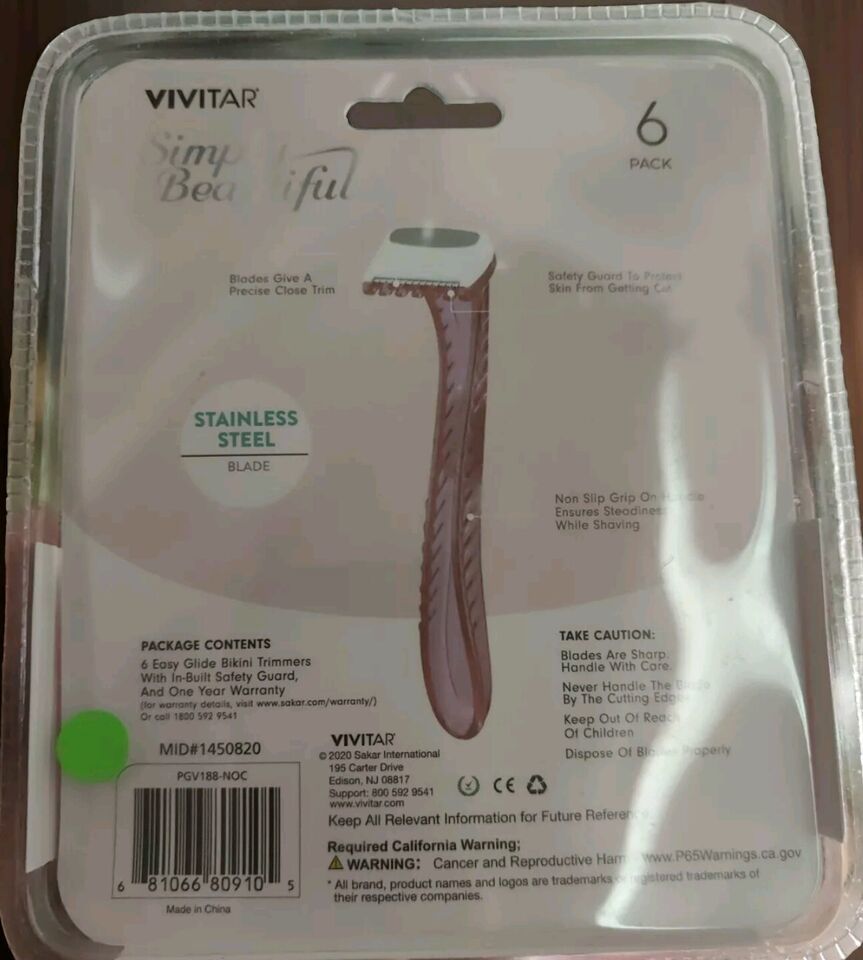 VIVITAR
6
PACK
Blades Give A
Precise Close Trim
Safety Guard To Protect
Skin From Getting Cut
STAINLESS
STEEL
BLADE
Non Slip Grip On Handle
Ensures Steadiness
While Shaving
PACKAGE CONTENTS
6 Easy Glide Bikini Trimmers
With In-Built Safety Guard,
And One Year Warranty
(for warranty details, visit www.sakar.com/warranty/)
Or call 1800 592 9541
TAKE CAUTION:
Blades Are Sharp.
Handle With Care.
Never Handle The Blade
By The Cutting Edge
Keep Out Of Reach
Of Children
Dispose Of Blades Properly
MID#1450820
PGV188-NOC
6 81066 80910 5
Made in China
VIVITAR®
©2020 Sakar International
195 Carter Drive
Edison, NJ 08817
Support: 800 592 9541
www.vivitar.com
CE
Keep All Relevant Information for Future Reference
Required California Warning;
WARNING: Cancer and Reproductive Harm www.P65Warnings.ca.gov
* All brand, product names and logos are trademarks or registered trademarks of
their respective companies.